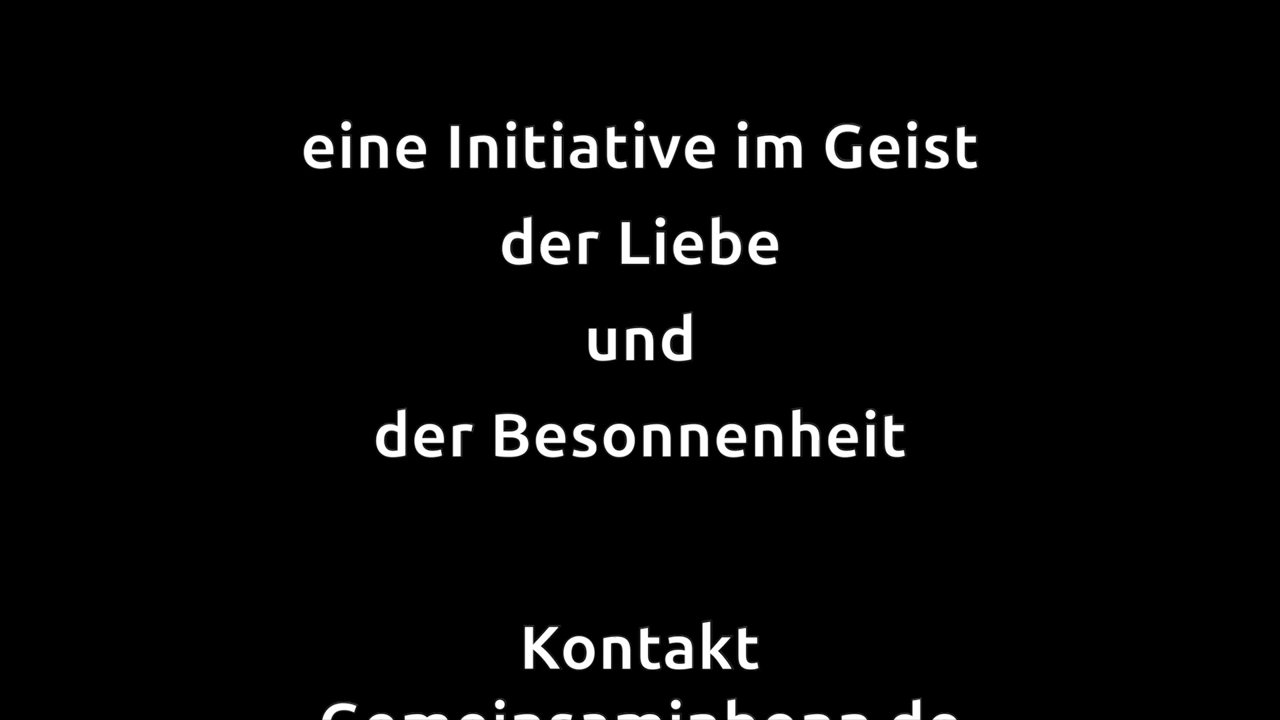 eine Initiative im Geist
der Liebe
und
der Besonnenheit
Kontakt